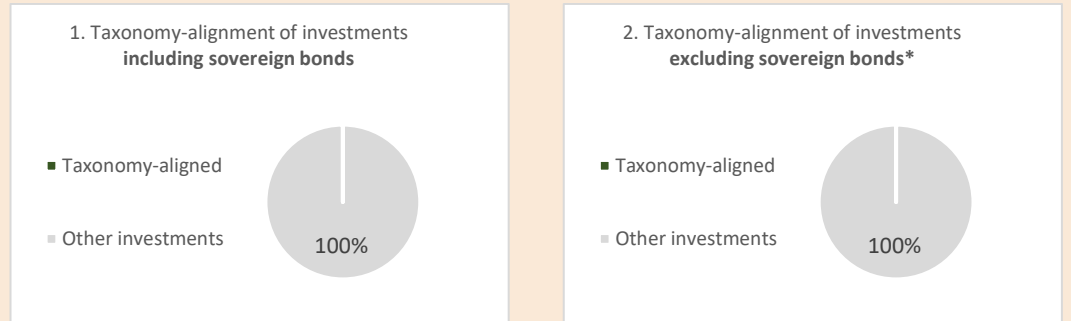 1. Taxonomy-alignment of investments
including sovereign bonds
Taxonomy-aligned
Other investments
100%
2. Taxonomy-alignment of investments
excluding sovereign bonds*
Taxonomy-aligned
Other investments
100%